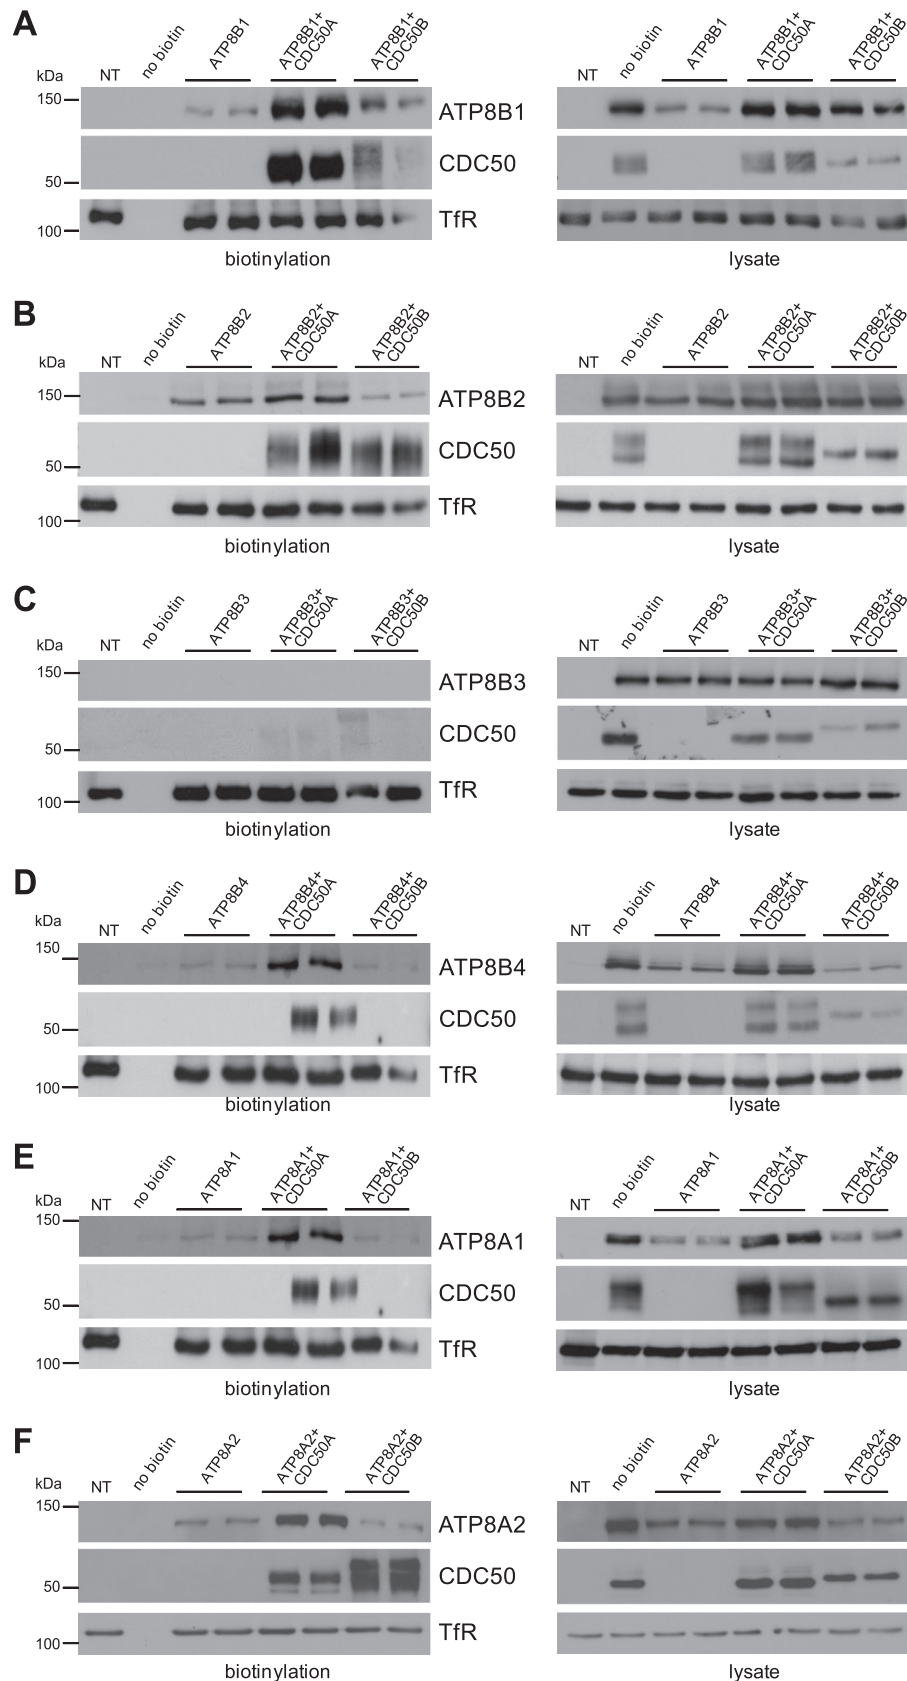 A
kDa
NT
no biotin
ATP8B1
ATP8B1+
CDC50A
ATP8B1+
CDC50B
NT
no biotin
ATP8B1
ATP8B1+
CDC50A
ATP8B1+
CDC50B
150
ATP8B1
CDC50
50
TfR
100
biotinylation
lysate
B
kDa
NT
no biotin
ATP8B2
ATP8B2+
CDC50A
ATP8B2+
CDC50B
NT
no biotin
ATP8B2
ATP8B2+
CDC50A
ATP8B2+
CDC50B
150
ATP8B2
CDC50
50
TfR
100
biotinylation
lysate
C
kDa
NT
no biotin
ATP8B3
ATP8B3+
CDC50A
ATP8B3+
CDC50B
NT
no biotin
ATP8B3
ATP8B3+
CDC50A
ATP8B3+
CDC50B
150
ATP8B3
CDC50
50
TfR
100
biotinylation
lysate
D
kDa
NT
no biotin
ATP8B4
ATP8B4+
CDC50A
ATP8B4+
CDC50B
NT
no biotin
ATP8B4
ATP8B4+
CDC50A
ATP8B4+
CDC50B
150
ATP8B4
CDC50
50
TfR
100
biotinylation
lysate
E
kDa
NT
no biotin
ATP8A1
ATP8A1+
CDC50A
ATP8A1+
CDC50B
NT
no biotin
ATP8A1
ATP8A1+
CDC50A
ATP8A1+
CDC50B
150
ATP8A1
CDC50
50
TfR
100
biotinylation
lysate
F
kDa
NT
no biotin
ATP8A2
ATP8A2+
CDC50A
ATP8A2+
CDC50B
NT
no biotin
ATP8A2
ATP8A2+
CDC50A
ATP8A2+
CDC50B
150
ATP8A2
CDC50
50
TfR
100
biotinylation
lysate